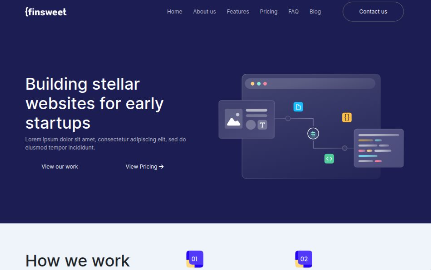 {finsweet
Home About us Features Pricing FAQ Blog Contact us
Building stellar
websites for early
startups
Lorem ipsum dolor sit amet, consectetur adipiscing elit, sed do
eiusmod tempor incididunt.
View our work View Pricing →
T
How we work
01
02